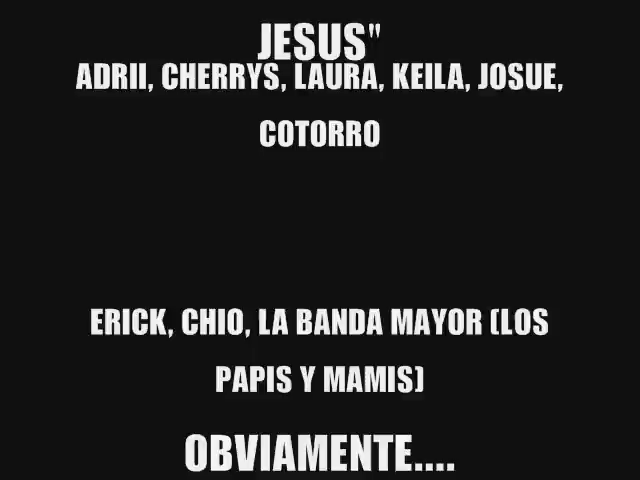 JESUS"
ADRII, CHERRYS, LAURA, KEILA, JOSUE,
COTORRO
ERICK, CHIO, LA BANDA MAYOR (LOS
PAPIS Y MAMIS)
OBVIAMENTE....